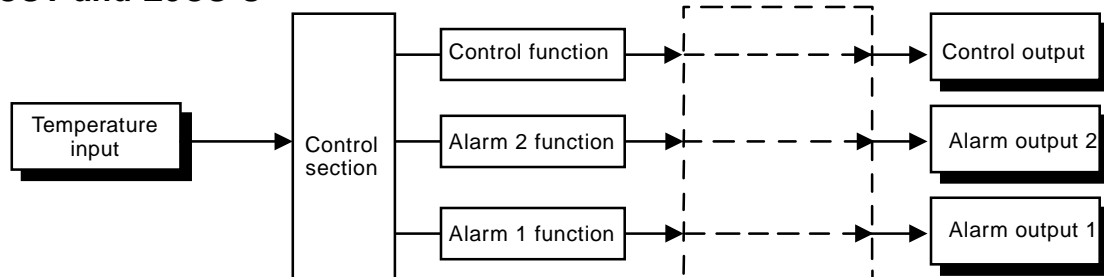 and
Temperature
input
Control
section
Control function
Alarm 2 function
Alarm 1 function
Control output
Alarm output 2
Alarm output 1